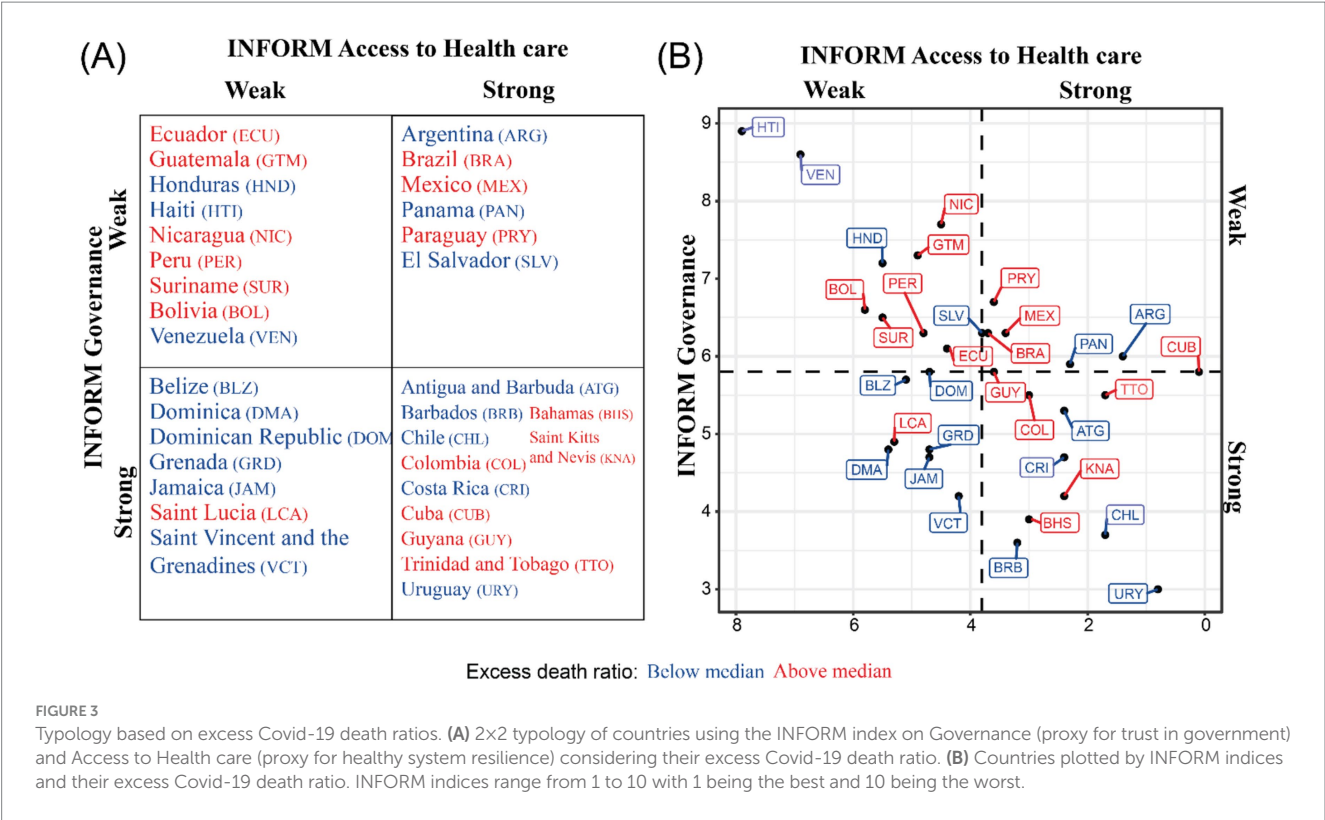 (A)
INFORM Access to Health care
Weak
Strong
INFORM Governance
Weak
Strong
Ecuador (ECU)
Guatemala (GTM)
Honduras (HND)
Haiti (HTI)
Nicaragua (NIC)
Peru (PER)
Suriname (SUR)
Bolivia (BOL)
Venezuela (VEN)
Argentina (ARG)
Brazil (BRA)
Mexico (MEX)
Panama (PAN)
Paraguay (PRY)
El Salvador (SLV)
Belize (BLZ)
Dominica (DMA)
Dominican Republic (DOM
Grenada (GRD)
Jamaica (JAM)
Saint Lucia (LCA)
Saint Vincent and the
Grenadines (VCT)
Antigua and Barbuda (ATG)
Barbados (BRB)
Bahamas (BHS)
Chile (CHL)
Saint Kitts
and Nevis (KNA)
Colombia (COL)
Costa Rica (CRI)
Cuba (CUB)
Guyana (GUY)
Trinidad and Tobago (TTO)
Uruguay (URY)
(B)
INFORM Access to Health care
Weak
Strong
INFORM Governance
Weak
Strong
9
8
7
6
5
4
3
HTI
VEN
NIC
HND
GTM
BOL
PER
PRY
SUR
SLV
MEX
ARG
ECU
BRA
PAN
CUB
BLZ
DOM
GUY
TTO
LCA
GRD
COL
ATG
DMA
JAM
CRI
KNA
VCT
BHS
CHL
BRB
URY
8
6
4
2
0
Excess death ratio: Below median Above median
FIGURE 3
Typology based on excess Covid-19 death ratios. (A) 2×2 typology of countries using the INFORM index on Governance (proxy for trust in government)
and Access to Health care (proxy for healthy system resilience) considering their excess Covid-19 death ratio. (B) Countries plotted by INFORM indices
and their excess Covid-19 death ratio. INFORM indices range from 1 to 10 with 1 being the best and 10 being the worst.